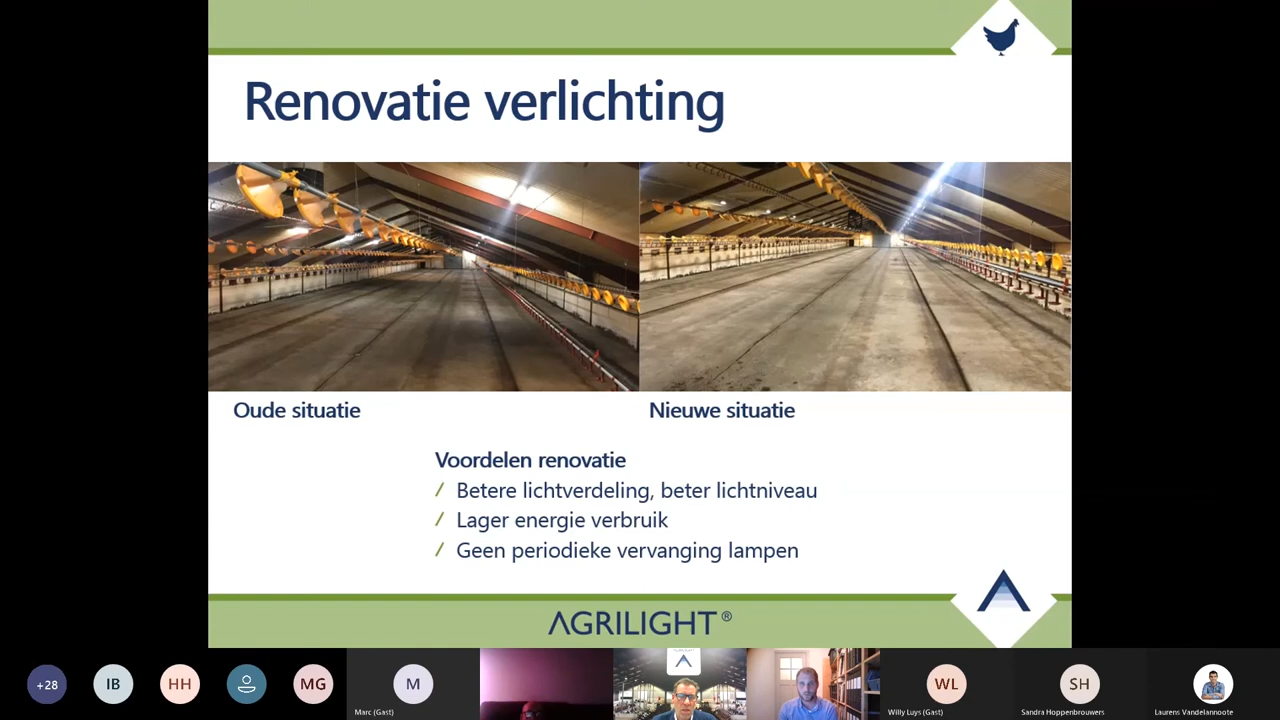 Renovatie verlichting
Oude situatie
Nieuwe situatie
Voordelen renovatie
Betere lichtverdeling, beter lichtniveau
Lager energie verbruik
Geen periodieke vervanging lampen
AGRILIGHT®
+28
IB
HH
MG
M
Marc (Gast)
WL
Willy Luys (Gast)
SH
Sandra Hoppenbrouwers
Laurens Vandelannoote